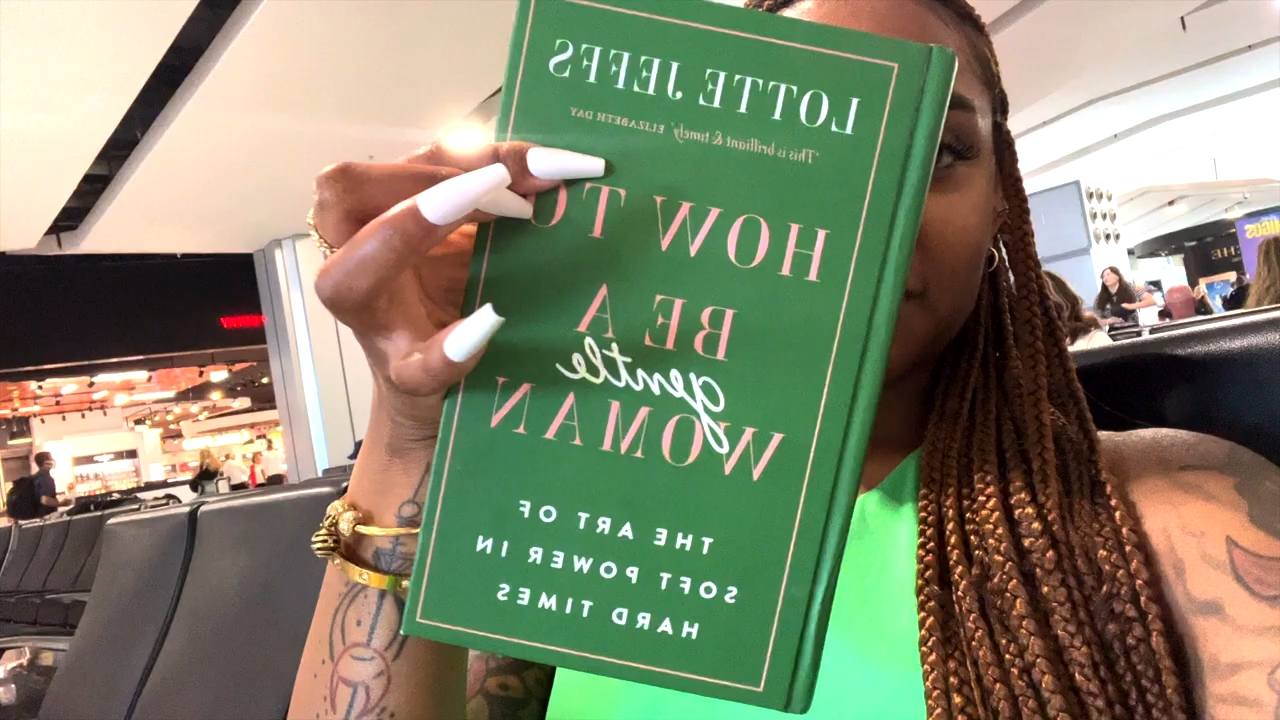 LOTTE JEFFS
'This is brilliant & timely' ELIZABETH DAY
HOW TO
BE A
gentle
WOMAN
THE ART OF
SOFT POWER IN
HARD TIMES